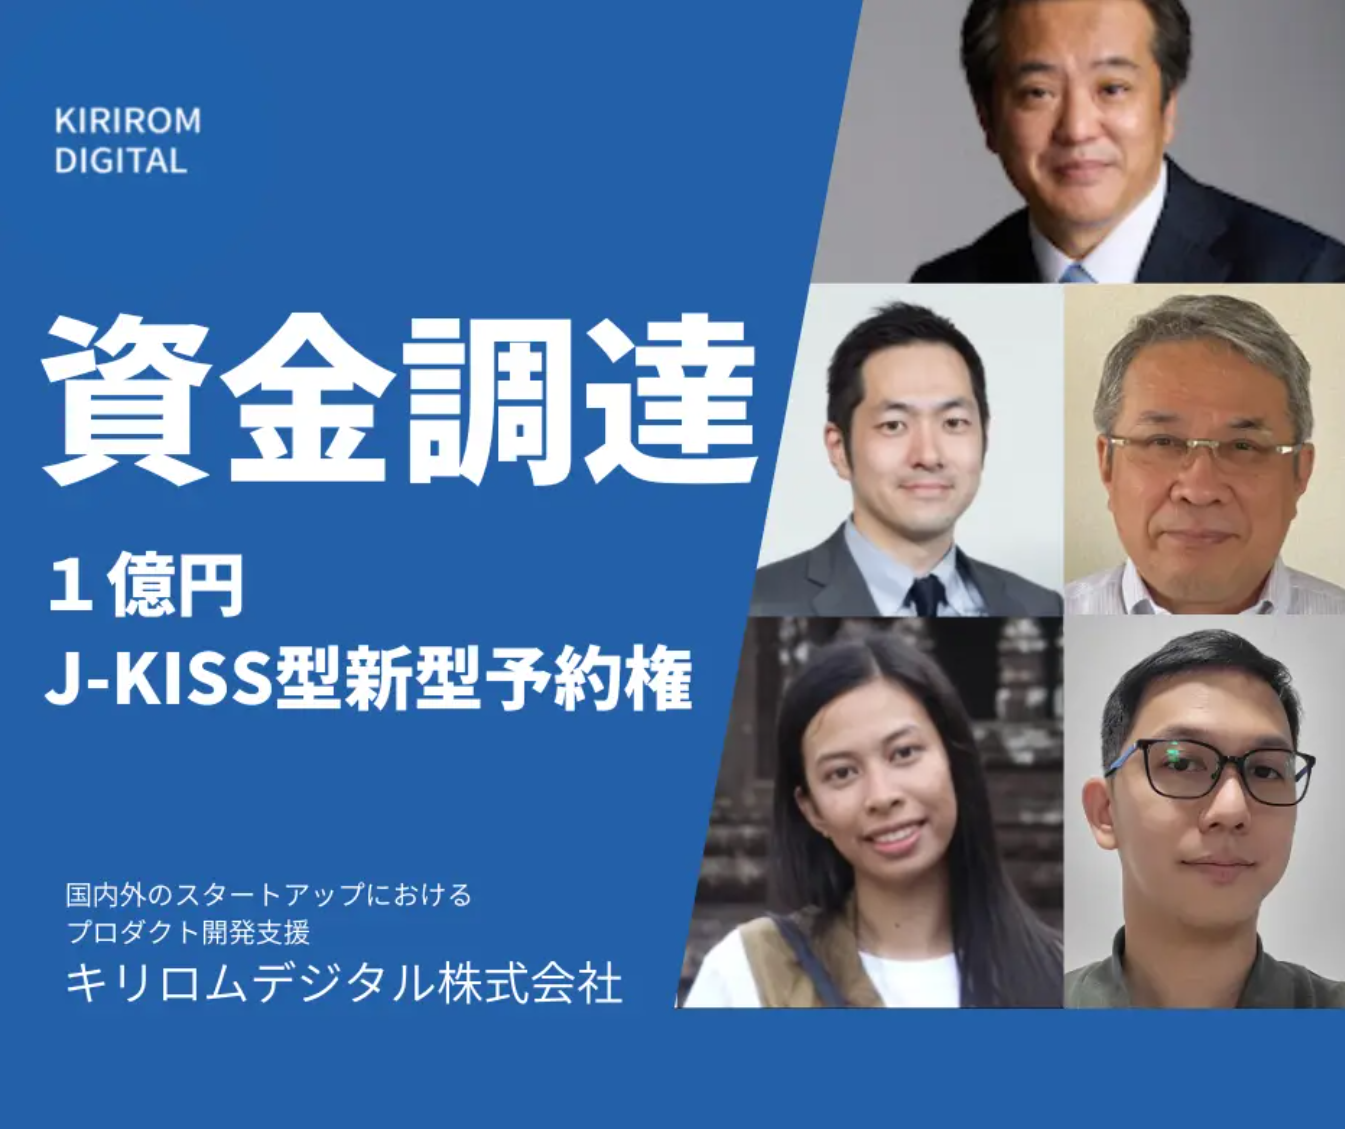 KIRIROM
DIGITAL
資金調達
１億円
J-KISS型新型予約権
国内外のスタートアップにおける
プロダクト開発支援
キリロムデジタル株式会社